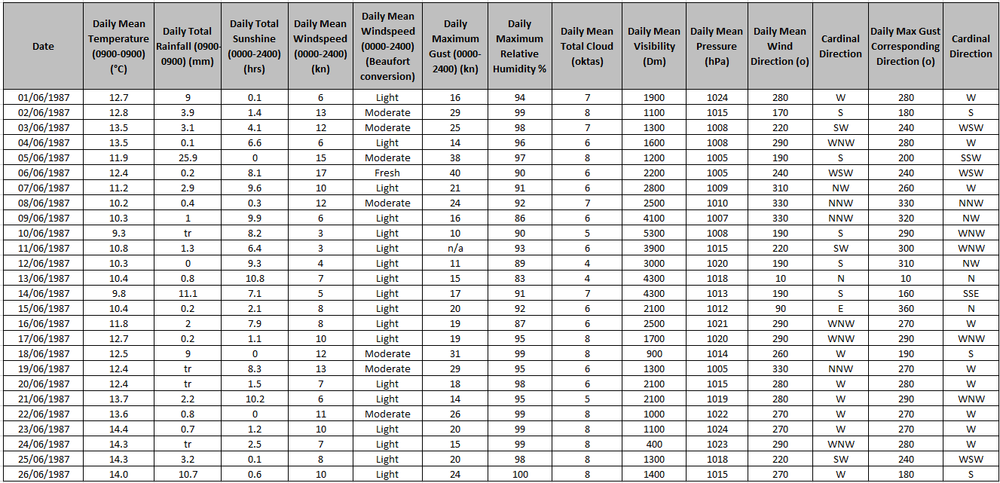 Date | Daily Mean Temperature (0900-0900) (°C) | Daily Total Rainfall (0900-0900) (mm) | Daily Total Sunshine (0000-2400) (hrs) | Daily Mean Windspeed (0000-2400) (kn) | Daily Mean Windspeed (0000-2400) (Beaufort conversion) | Daily Maximum Gust (0000-2400) (kn) | Daily Maximum Relative Humidity % | Daily Mean Total Cloud (oktas) | Daily Mean Visibility (Dm) | Daily Mean Pressure (hPa) | Daily Mean Wind Direction (o) | Cardinal Direction | Daily Max Gust Corresponding Direction (o) | Cardinal Direction
01/06/1987 12.7 9 0.1 6 Light 16 94 7 1900 1024 280 W 280 W
02/06/1987 12.8 3.9 1.4 13 Moderate 29 99 8 1100 1015 170 S 180 S
03/06/1987 13.5 3.1 4.1 12 Moderate 25 98 7 1300 1008 220 SW 240 WSW
04/06/1987 13.5 0.1 6.6 6 Light 14 96 6 1600 1008 290 WNW 280 W
05/06/1987 11.9 25.9 0 15 Moderate 38 97 8 1200 1005 190 S 200 SSW
06/06/1987 12.4 0.2 8.1 17 Fresh 40 90 6 2200 1005 240 WSW 240 WSW
07/06/1987 11.2 2.9 9.6 10 Light 21 91 6 2800 1009 310 NW 260 W
08/06/1987 10.2 0.4 0.3 12 Moderate 24 92 7 2500 1010 330 NNW 330 NNW
09/06/1987 10.3 1 9.9 6 Light 16 86 6 4100 1007 330 NNW 320 NW
10/06/1987 9.3 tr 8.2 3 Light 10 90 5 5300 1008 190 S 290 WNW
11/06/1987 10.8 1.3 6.4 3 Light n/a 93 6 3900 1015 220 SW 300 WNW
12/06/1987 10.3 0 9.3 4 Light 11 89 4 3000 1020 190 S 310 NW
13/06/1987 10.4 0.8 10.8 7 Light 15 83 4 4300 1018 10 N 10 N
14/06/1987 9.8 11.1 7.1 5 Light 17 91 7 4300 1013 190 S 160 SSE
15/06/1987 10.4 0.2 2.1 8 Light 20 92 6 2100 1012 90 E 360 N
16/06/1987 11.8 2 7.9 8 Light 19 87 6 2500 1021 290 WNW 270 W
17/06/1987 12.7 0.2 1.1 10 Light 19 95 8 1700 1020 290 WNW 290 WNW
18/06/1987 12.5 9 0 12 Moderate 31 99 8 900 1014 260 W 190 S
19/06/1987 12.4 tr 8.3 13 Moderate 29 95 6 1300 1005 330 NNW 270 W
20/06/1987 12.4 tr 1.5 7 Light 18 98 6 2100 1015 280 W 280 W
21/06/1987 13.7 2.2 10.2 6 Light 14 95 5 2100 1019 280 W 290 WNW
22/06/1987 13.6 0.8 0 11 Moderate 26 99 8 1000 1022 270 W 270 W
23/06/1987 14.4 0.7 1.2 10 Light 20 99 8 1100 1024 270 W 270 W
24/06/1987 14.3 tr 2.5 7 Light 15 99 8 400 1023 290 WNW 280 W
25/06/1987 14.3 3.2 0.1 8 Light 20 98 8 1300 1018 220 SW 240 WSW
26/06/1987 14.0 10.7 0.6 10 Light 24 100 8 1400 1015 270 W 180 S